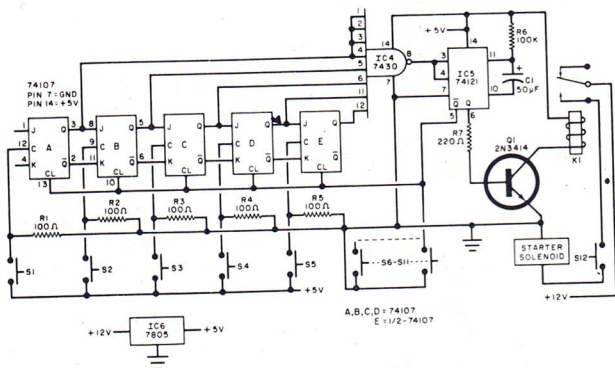 74107
PIN 7=GND
PIN 14=+5V
1
2
3
4
5
6
11
12
14
8
7
IC4
7430
+5V
14
3
4
7
IC5
74121
11
10
Q̅ Q
5
6
R6
100K
+
C1
50µF
R7
220Ω
Q1
2N3414
K1
1
12
4
J Q
A
K Q̅
CL
13
3
2
8
9
11
J Q
B
K Q̅
CL
10
5
6
J Q
C
K Q̅
CL
J Q
D
K Q̅
CL
J Q
E
K Q̅
CL
R1
100Ω
R2
100Ω
R3
100Ω
R4
100Ω
R5
100Ω
S1
S2
S3
S4
S5
+5V
S6-S11
STARTER
SOLENOID
S12
+12V
A,B,C,D=74107
E=1/2-74107
+12V
IC6
7805
+5V